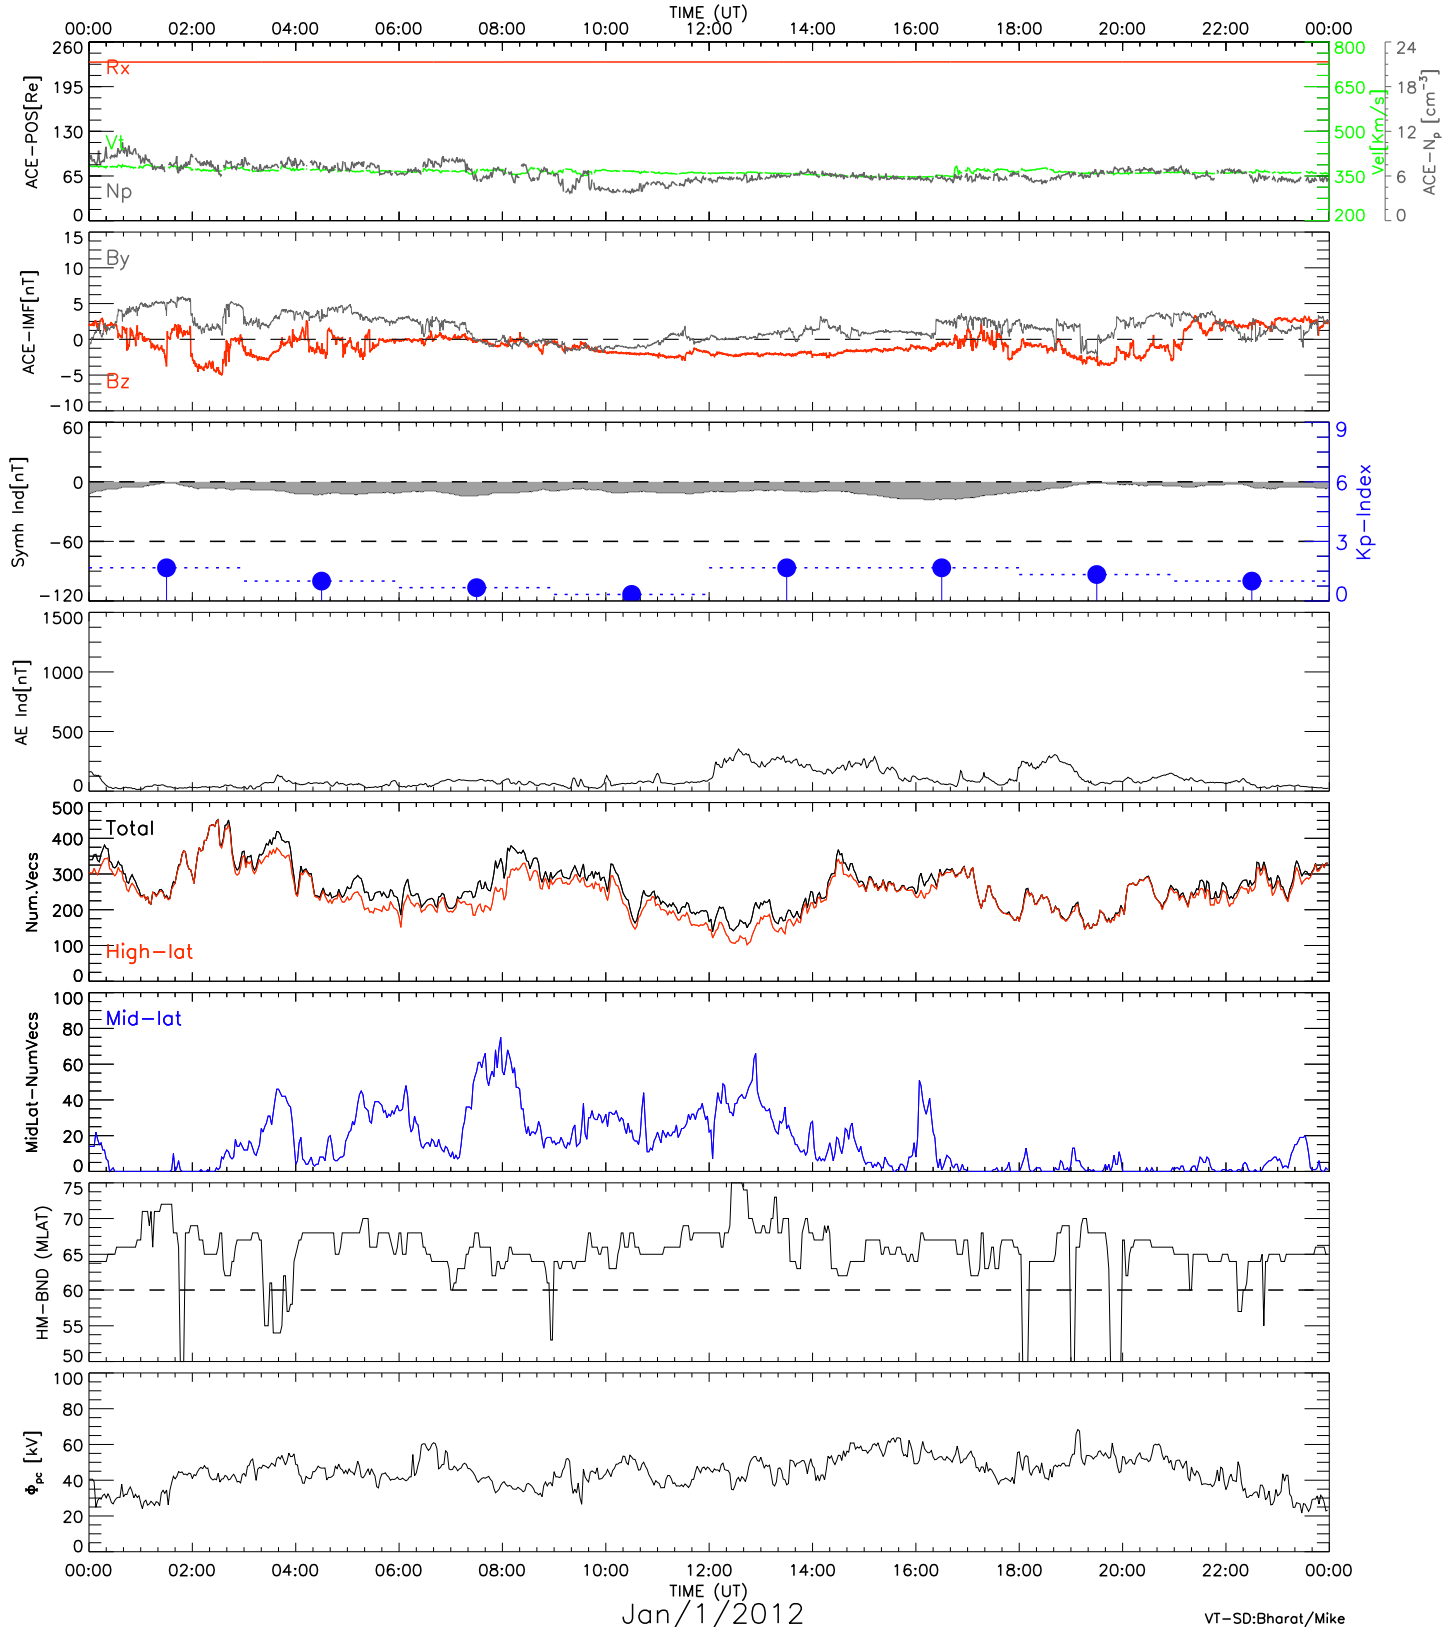 TIME (UT)
00:00 02:00 04:00 06:00 08:00 10:00 12:00 14:00 16:00 18:00 20:00 22:00 00:00
260 195 130 65 0
ACE-POS[Re]
Rx
Vt
Np
800 650 500 350 200
Vel[Km/s]
24 18 12 6 0
ACE-Np [cm⁻³]
15 10 5 0 -5 -10
ACE-IMF[nT]
By
Bz
60 0 -60 -120
Symh Ind[nT]
9 6 3 0
Kp-Index
1500 1000 500 0
AE Ind[nT]
500 400 300 200 100 0
Num.Vecs
Total
High-lat
100 80 60 40 20 0
MidLat-NumVecs
Mid-lat
75 70 65 60 55 50
HM-BND (MLAT)
100 80 60 40 20 0
Φpc [kV]
00:00 02:00 04:00 06:00 08:00 10:00 12:00 14:00 16:00 18:00 20:00 22:00 00:00
TIME (UT)
Jan/1/2012
VT-SD:Bharat/Mike